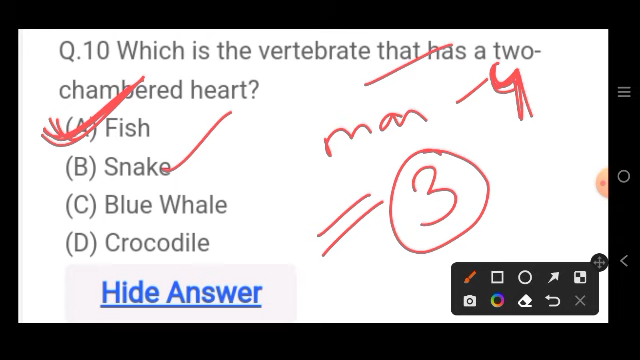 Q.10 Which is the vertebrate that has a two-
chambered heart?
(A) Fish
(B) Snake
(C) Blue Whale
(D) Crocodile
Hide Answer
man - 4
= 3